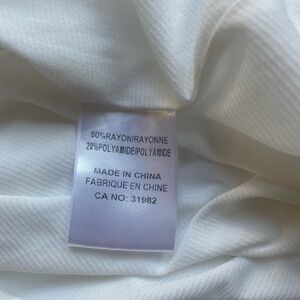 80%RAYON/RAYONNE
20%POLYAMIDE/POLYAMIDE
MADE IN CHINA
FABRIQUE EN CHINE
CA NO: 31982